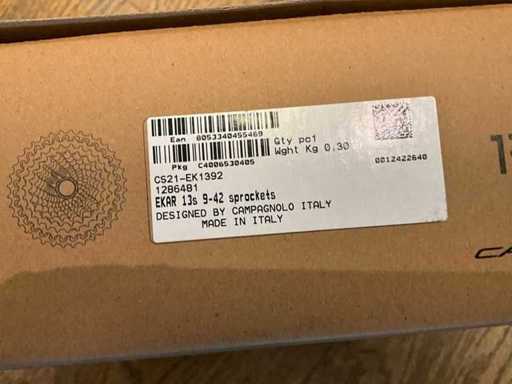 Ean 8053340455469
Qty pc1
Wght Kg 0.30
Pkg C4006530405
0012422640
CS21-EK1392
1286481
EKAR 13s 9-42 sprockets
DESIGNED BY CAMPAGNOLO ITALY
MADE IN ITALY